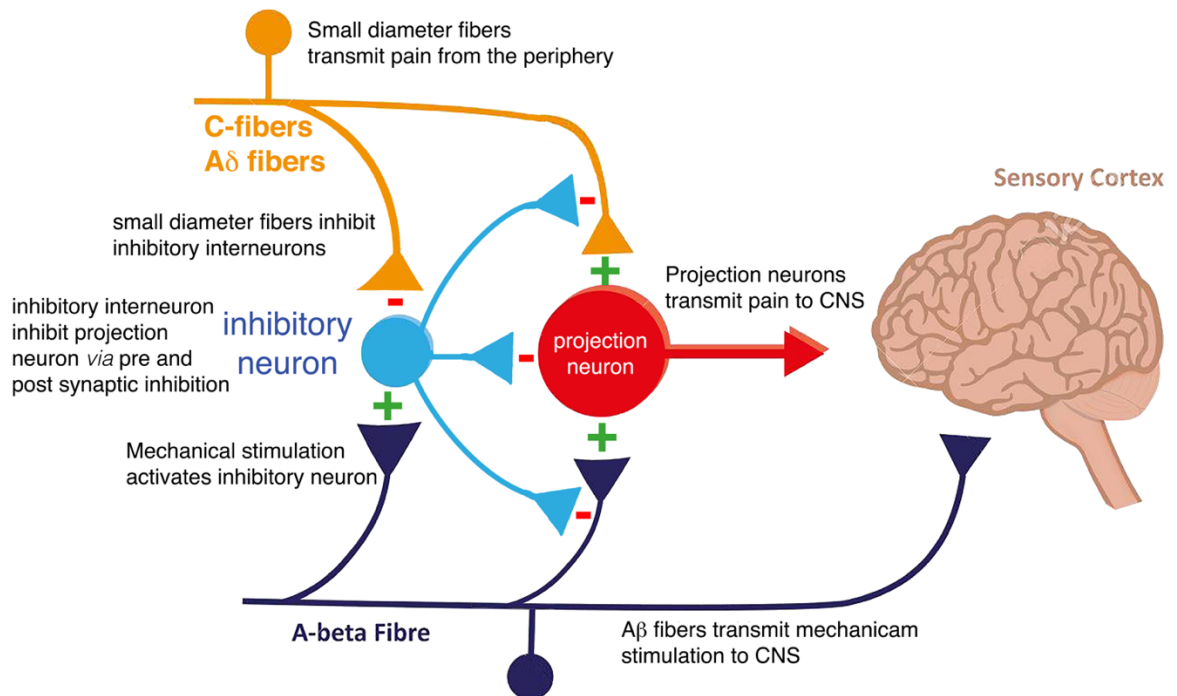 Small diameter fibers
transmit pain from the periphery
C-fibers
Aδ fibers
Sensory Cortex
small diameter fibers inhibit
inhibitory interneurons
Projection neurons
transmit pain to CNS
inhibitory interneuron
inhibit projection
neuron via pre and
post synaptic inhibition
inhibitory
neuron
projection
neuron
Mechanical stimulation
activates inhibitory neuron
A-beta Fibre
Aβ fibers transmit mechanicam
stimulation to CNS